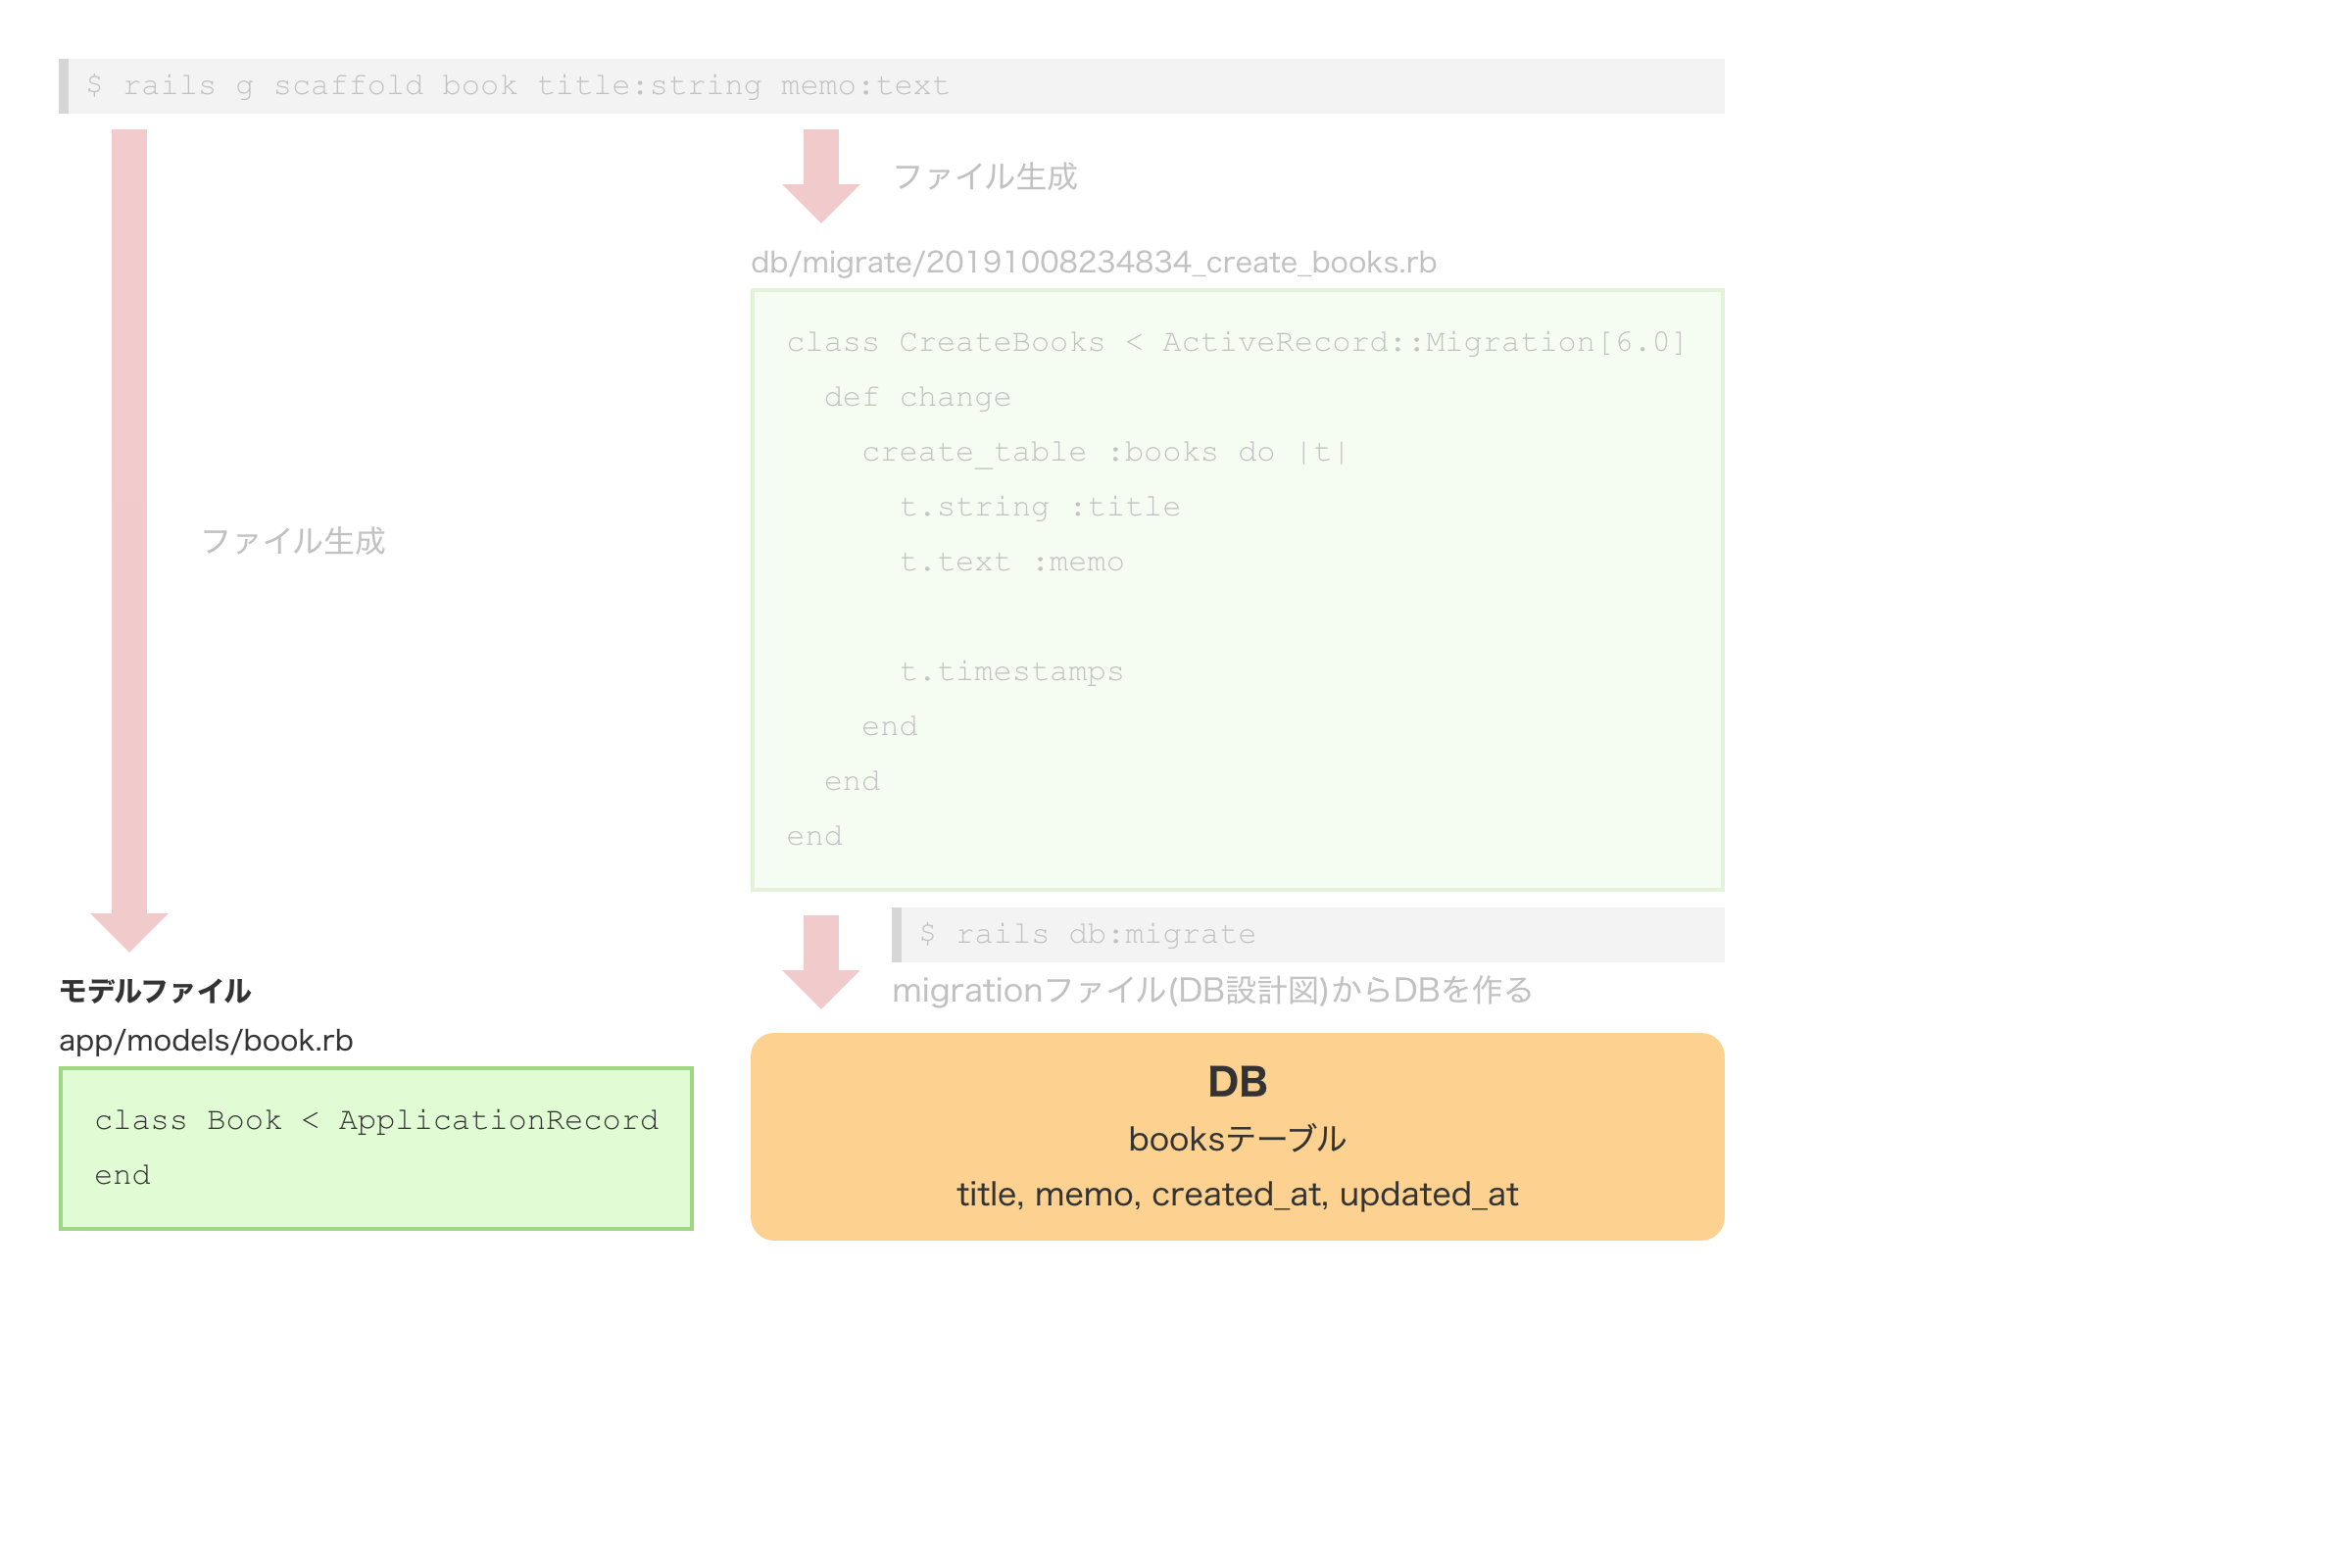 $ rails g scaffold book title:string memo:text
ファイル生成
db/migrate/20191008234834_create_books.rb
class CreateBooks < ActiveRecord::Migration[6.0]
  def change
    create_table :books do |t|
      t.string :title
      t.text :memo
      t.timestamps
    end
  end
end
ファイル生成
$ rails db:migrate
migrationファイル(DB設計図)からDBを作る
モデルファイル
app/models/book.rb
class Book < ApplicationRecord
end
DB
booksテーブル
title, memo, created_at, updated_at